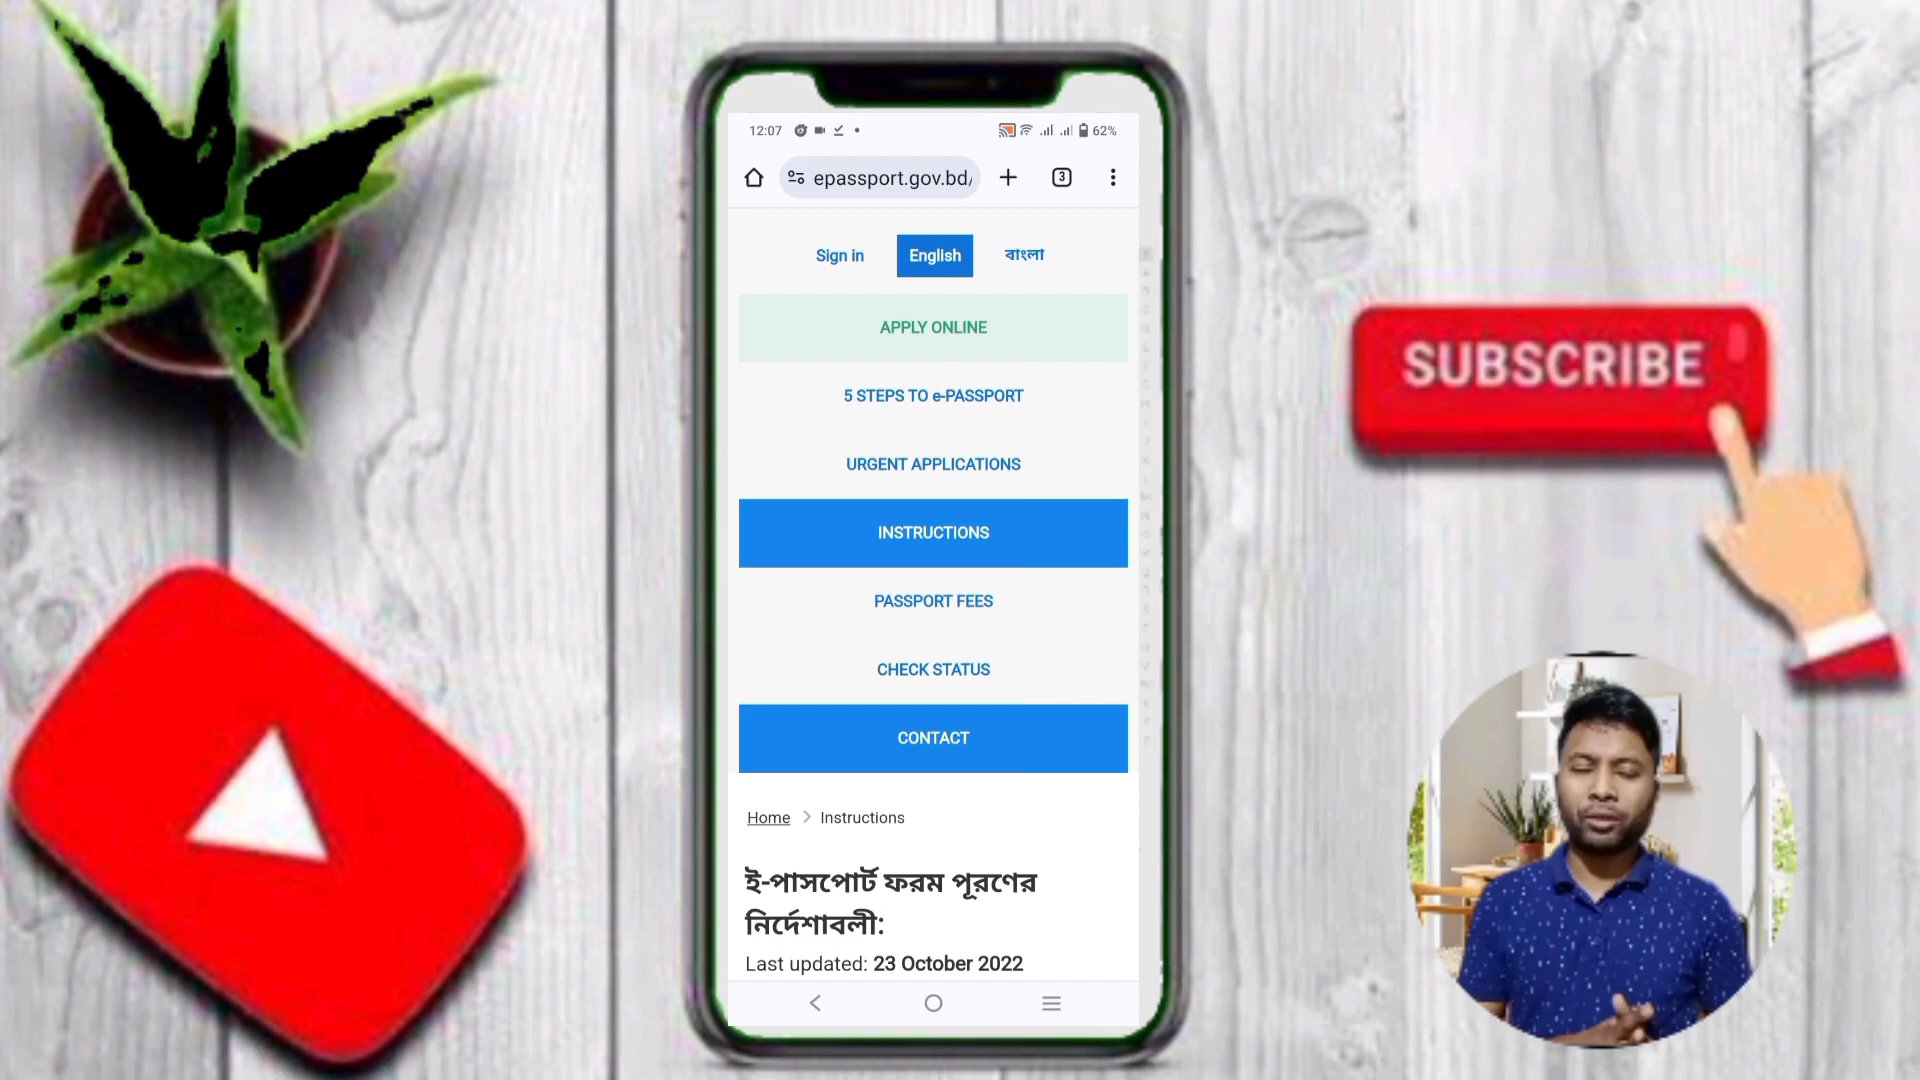 12:07
62%
epassport.gov.bd/
3
Sign in
English
বাংলা
APPLY ONLINE
5 STEPS TO e-PASSPORT
URGENT APPLICATIONS
INSTRUCTIONS
PASSPORT FEES
CHECK STATUS
CONTACT
Home
Instructions
ই-পাসপোর্ট ফরম পূরণের
নির্দেশাবলী:
Last updated: 23 October 2022
SUBSCRIBE